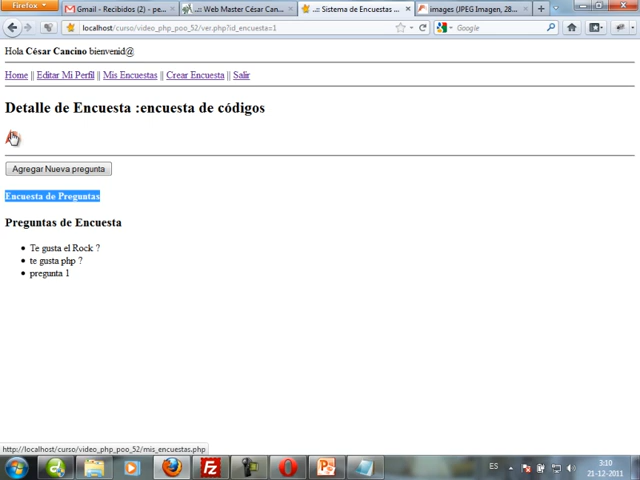 Firefox
Gmail - Recibidos (2) - pe...
.::: Web Master César Can...
..:: Sistema de Encuestas ...
images (JPEG Imagen, 28...
localhost/curso/video_php_poo_52/ver.php?id_encuesta=1
Google
Hola César Cancino bienvenid@
Home || Editar Mi Perfil || Mis Encuestas || Crear Encuesta || Salir
Detalle de Encuesta :encuesta de códigos
Agregar Nueva pregunta
Encuesta de Preguntas
Preguntas de Encuesta
Te gusta el Rock ?
te gusta php ?
pregunta 1
http://localhost/curso/video_php_poo_52/mis_encuestas.php
ES
3:10
21-12-2011